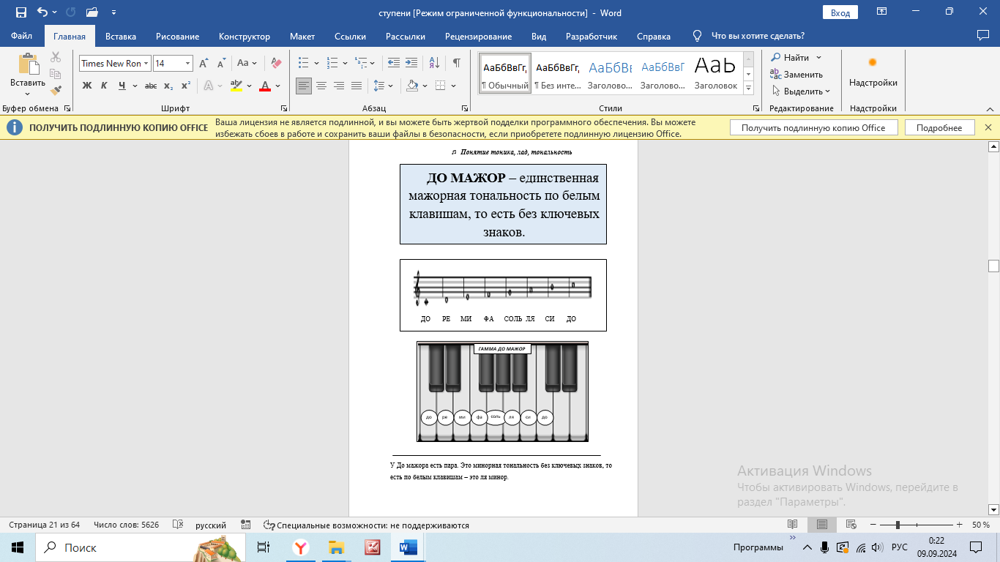 ступени [Режим ограниченной функциональности] - Word
Вход
Файл Главная Вставка Рисование Конструктор Макет Ссылки Рассылки Рецензирование Вид Разработчик Справка Что вы хотите сделать?
Вставить
Буфер обмена
Times New Ron 14
Ж К Ч abc x₂ x²
Шрифт
Абзац
АаБбВвГг, АаБбВвГг, АаБбВı АаБбВвГ АаЬ
¶ Обычный ¶ Без инте... Заголово... Заголово... Заголовок
Стили
Найти
Заменить
Выделить
Редактирование
Настройки
Настройки
ПОЛУЧИТЬ ПОДЛИННУЮ КОПИЮ OFFICE
Ваша лицензия не является подлинной, и вы можете быть жертвой подделки программного обеспечения. Вы можете
избежать сбоев в работе и сохранить ваши файлы в безопасности, если приобретете подлинную лицензию Office.
Получить подлинную копию Office
Подробнее
♫ Понятие тоника, лад, тональность
ДО МАЖОР – единственная
мажорная тональность по белым
клавишам, то есть без ключевых
знаков.
ДО РЕ МИ ФА СОЛЬ ЛЯ СИ ДО
ГАММА ДО МАЖОР
до ре ми фа соль ля си до
У До мажора есть пара. Это минорная тональность без ключевых знаков, то
есть по белым клавишам – это ля минор.
Активация Windows
Чтобы активировать Windows, перейдите в
раздел "Параметры".
Страница 21 из 64 Число слов: 5626 русский Специальные возможности: не поддерживаются 50 %
Поиск
Программы
РУС
0:22
09.09.2024